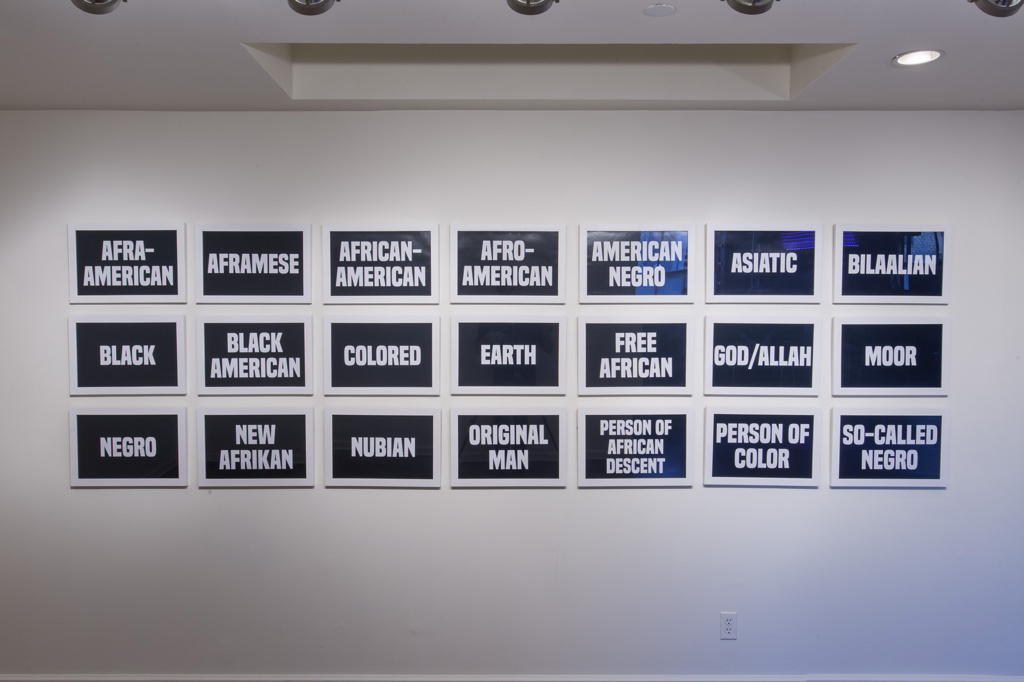 AFRA-
AMERICAN
AFRAMESE
AFRICAN-
AMERICAN
AFRO-
AMERICAN
AMERICAN
NEGRO
ASIATIC
BILAALIAN
BLACK
BLACK
AMERICAN
COLORED
EARTH
FREE
AFRICAN
GOD/ALLAH
MOOR
NEGRO
NEW
AFRIKAN
NUBIAN
ORIGINAL
MAN
PERSON OF
AFRICAN
DESCENT
PERSON OF
COLOR
SO-CALLED
NEGRO